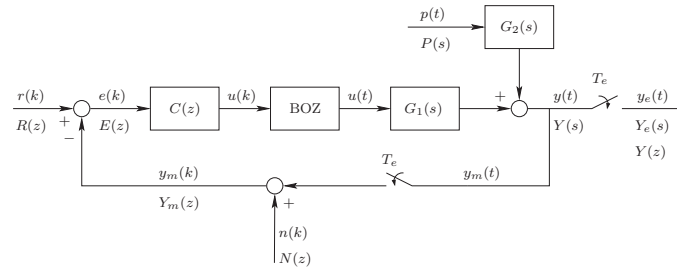 p(t)
P(s)
G₂(s)
r(k)
R(z)
+
−
e(k)
E(z)
C(z)
u(k)
BOZ
u(t)
G₁(s)
+
y(t)
Y(s)
Tₑ
yₑ(t)
Yₑ(s)
Y(z)
yₘ(k)
Yₘ(z)
+
Tₑ
yₘ(t)
n(k)
N(z)